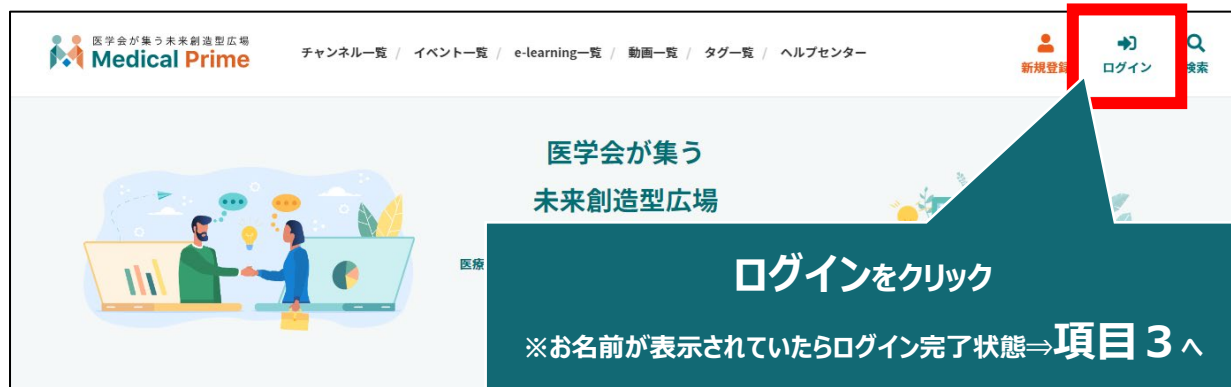 医学会が集う未来創造型広場
Medical Prime
チャンネル一覧 / イベント一覧 / e-learning一覧 / 動画一覧 / タグ一覧 / ヘルプセンター
新規登録
ログイン
検索
医学会が集う
未来創造型広場
医療
ログインをクリック
※お名前が表示されていたらログイン完了状態⇒項目３へ